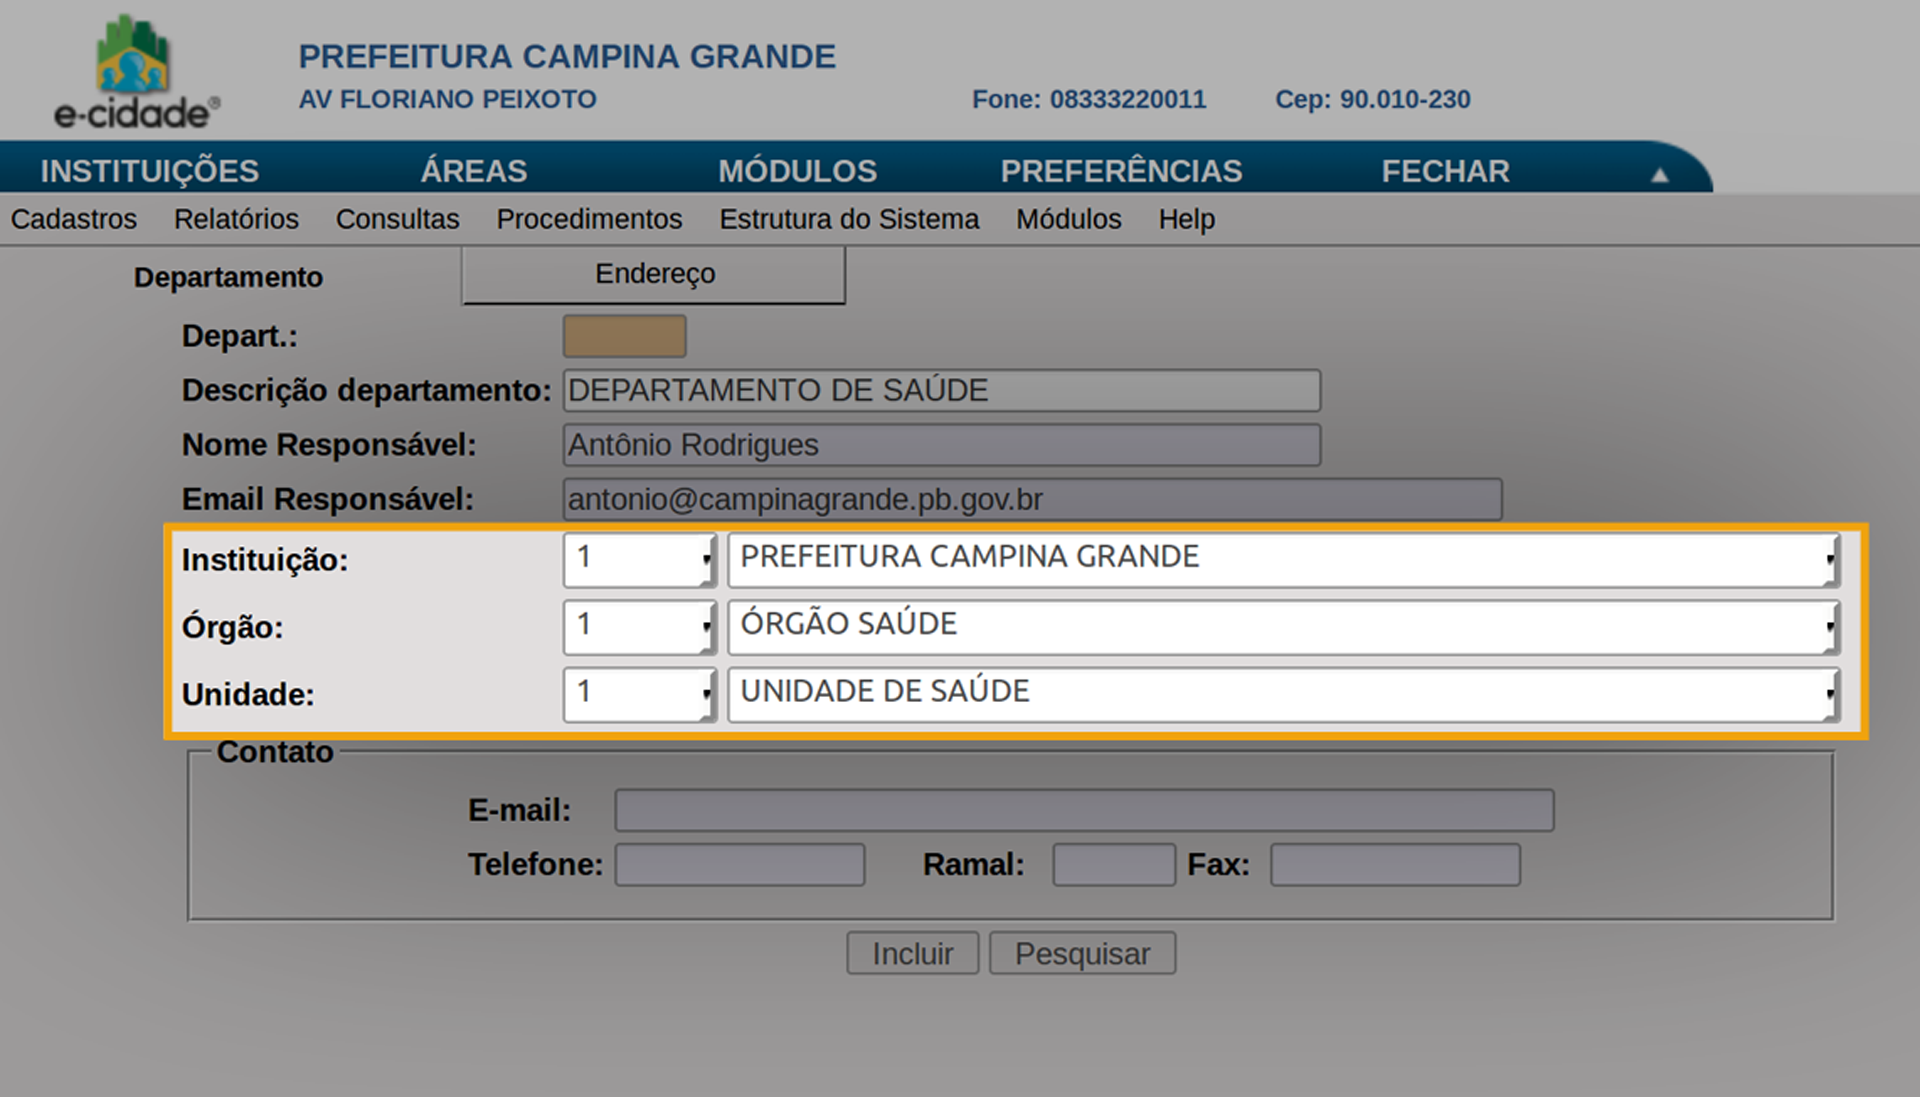 e-cidade®
PREFEITURA CAMPINA GRANDE
AV FLORIANO PEIXOTO Fone: 08333220011 Cep: 90.010-230
INSTITUIÇÕES ÁREAS MÓDULOS PREFERÊNCIAS FECHAR
Cadastros Relatórios Consultas Procedimentos Estrutura do Sistema Módulos Help
Departamento Endereço
Depart.:
Descrição departamento: DEPARTAMENTO DE SAÚDE
Nome Responsável: Antônio Rodrigues
Email Responsável: antonio@campinagrande.pb.gov.br
Instituição: 1 PREFEITURA CAMPINA GRANDE
Órgão: 1 ÓRGÃO SAÚDE
Unidade: 1 UNIDADE DE SAÚDE
Contato
E-mail:
Telefone: Ramal: Fax:
Incluir Pesquisar